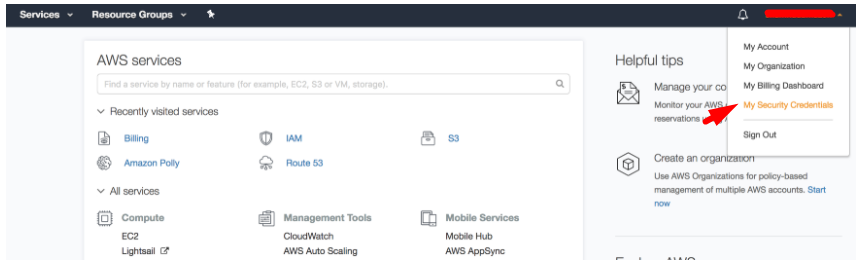 Services
Resource Groups
AWS services
Find a service by name or feature (for example, EC2, S3 or VM, storage).
Recently visited services
Billing
IAM
S3
Amazon Polly
Route 53
All services
Compute
EC2
Lightsail
Management Tools
CloudWatch
AWS Auto Scaling
Mobile Services
Mobile Hub
AWS AppSync
Helpful tips
Manage your co
Monitor your AWS
reservations
Create an organization
Use AWS Organizations for policy-based
management of multiple AWS accounts. Start
now
My Account
My Organization
My Billing Dashboard
My Security Credentials
Sign Out